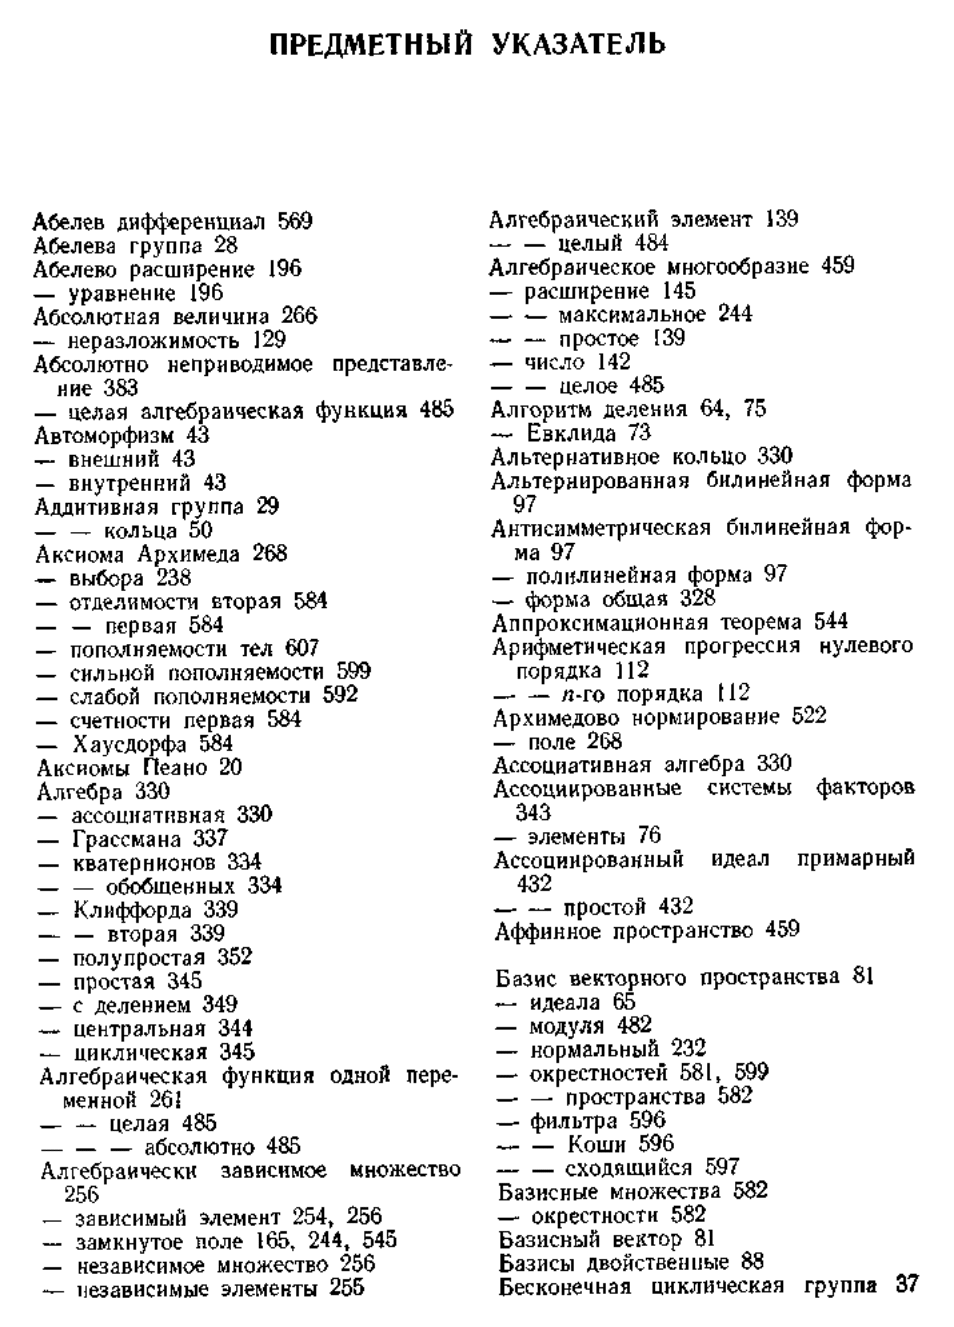 ПРЕДМЕТНЫЙ УКАЗАТЕЛЬ
Абелев дифференциал 569
Абелева группа 28
Абелево расширение 196
— уравнение 196
Абсолютная величина 266
— неразложимость 129
Абсолютно неприводимое представле-
ние 383
— целая алгебраическая функция 485
Автоморфизм 43
— внешний 43
— внутренний 43
Аддитивная группа 29
— — кольца 50
Аксиома Архимеда 268
— выбора 238
— отделимости вторая 584
— — первая 584
— пополняемости тел 607
— сильной пополняемости 599
— слабой пополняемости 592
— счетности первая 584
— Хаусдорфа 584
Аксиомы Пеано 20
Алгебра 330
— ассоциативная 330
— Грассмана 337
— кватернионов 334
— — обобщенных 334
— Клиффорда 339
— — вторая 339
— полупростая 352
— простая 345
— с делением 349
— центральная 344
— циклическая 345
Алгебраическая функция одной пере-
менной 261
— — целая 485
— — — абсолютно 485
Алгебраически зависимое множество
256
— зависимый элемент 254, 256
— замкнутое поле 165, 244, 545
— независимое множество 256
— независимые элементы 255
Алгебраический элемент 139
— — целый 484
Алгебраическое многообразие 459
— расширение 145
— — максимальное 244
— — простое 139
— число 142
— — целое 485
Алгоритм деления 64, 75
— Евклида 73
Альтернативное кольцо 330
Альтернированная билинейная форма
97
Антисимметрическая билинейная фор-
ма 97
— полилинейная форма 97
— форма общая 328
Аппроксимационная теорема 544
Арифметическая прогрессия нулевого
порядка 112
— — n-го порядка 112
Архимедово нормирование 522
— поле 268
Ассоциативная алгебра 330
Ассоциированные системы факторов
343
— элементы 76
Ассоциированный идеал примарный
432
— — простой 432
Аффинное пространство 459
Базис векторного пространства 81
— идеала 65
— модуля 482
— нормальный 232
— окрестностей 581, 599
— — пространства 582
— фильтра 596
— — Коши 596
— — сходящийся 597
Базисные множества 582
— окрестности 582
Базисный вектор 81
Базисы двойственные 88
Бесконечная циклическая группа 37